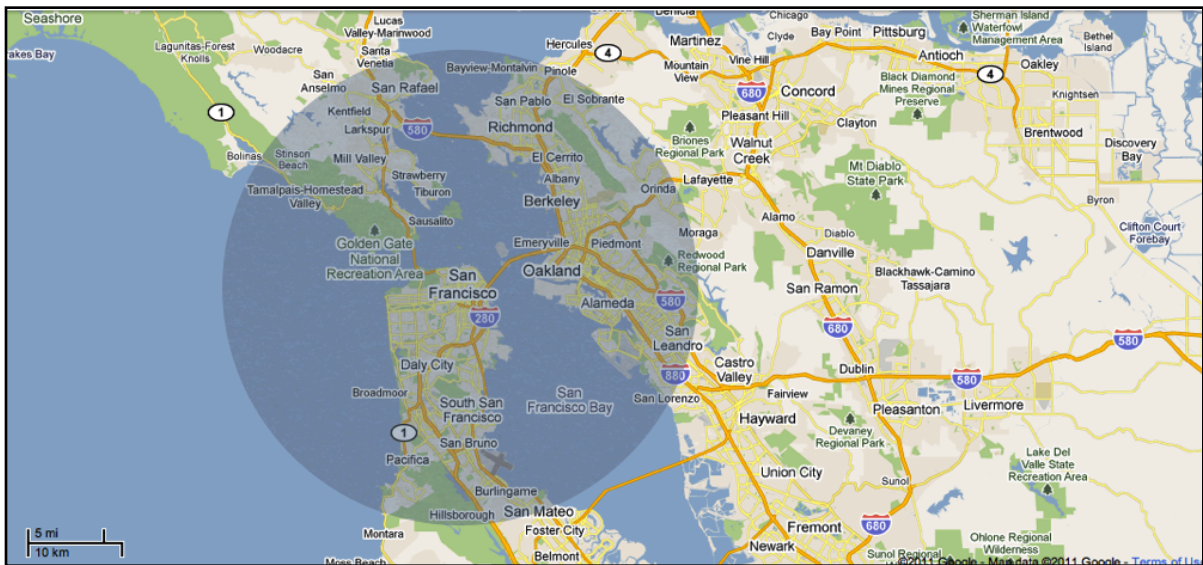 Seashore
akes Bay
Lagunitas-Forest
Knolls
Woodacre
Lucas
Valley-Marinwood
Santa
Venetia
San
Anselmo
San Rafael
Kentfield
Larkspur
1
Bolinas
Stinson
Beach
Mill Valley
Tamalpais-Homestead
Valley
Strawberry
Tiburon
Sausalito
Golden Gate
National
Recreation Area
580
Hercules
4
Bayview-Montalvin
Pinole
San Pablo
El Sobrante
Richmond
El Cerrito
Albany
Berkeley
Orinda
Emeryville
Piedmont
Oakland
Alameda
580
San
Leandro
880
San Lorenzo
San
Francisco
280
Daly City
Broadmoor
South San
Francisco
San
Francisco Bay
1
San Bruno
Pacifica
Burlingame
Hillsborough
San Mateo
Foster City
Belmont
Montara
Moss Beach
Martinez
Mountain
View
Vine Hill
Clyde
Chicago
Bay Point
Pittsburg
Antioch
Sherman Island
Waterfowl
Management Area
Bethel
Island
Oakley
4
Knightsen
Brentwood
Discovery
Bay
Byron
Clifton Court
Forebay
680
Concord
Black Diamond
Mines Regional
Preserve
Pleasant Hill
Clayton
Briones
Regional Park
Walnut
Creek
Lafayette
Mt Diablo
State Park
Moraga
Redwood
Regional Park
Alamo
Diablo
Danville
Blackhawk-Camino
Tassajara
San Ramon
680
580
Dublin
580
Castro
Valley
Fairview
Hayward
Pleasanton
Livermore
Devaney
Regional Park
Union City
Lake Del
Valle State
Recreation Area
Sunol
Fremont
680
Newark
Sunol Regional
Wilderness
Ohlone Regional
Wilderness
5 mi
10 km
©2011 Google - Map data ©2011 Google - Terms of Us